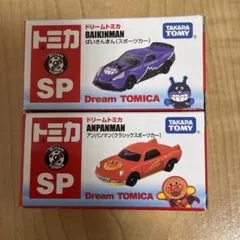 トミカ
SP
ドリームトミカ
BAIKINMAN
ばいきんまん(スポーツカー)
TAKARA TOMY
Dream TOMICA
トミカ
SP
ドリームトミカ
ANPANMAN
アンパンマン(クラシックスポーツカー)
TAKARA TOMY
Dream TOMICA